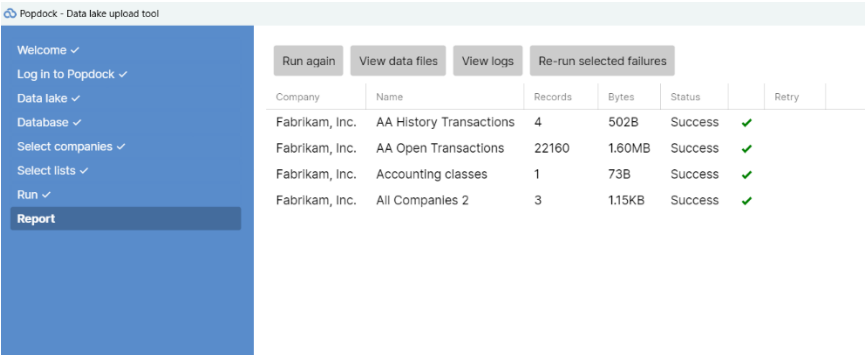 Popdock - Data lake upload tool
Welcome ✓
Log in to Popdock ✓
Data lake ✓
Database ✓
Select companies ✓
Select lists ✓
Run ✓
Report
Run again View data files View logs Re-run selected failures
Company Name Records Bytes Status Retry
Fabrikam, Inc. AA History Transactions 4 502B Success ✔
Fabrikam, Inc. AA Open Transactions 22160 1.60MB Success ✔
Fabrikam, Inc. Accounting classes 1 73B Success ✔
Fabrikam, Inc. All Companies 2 3 1.15KB Success ✔